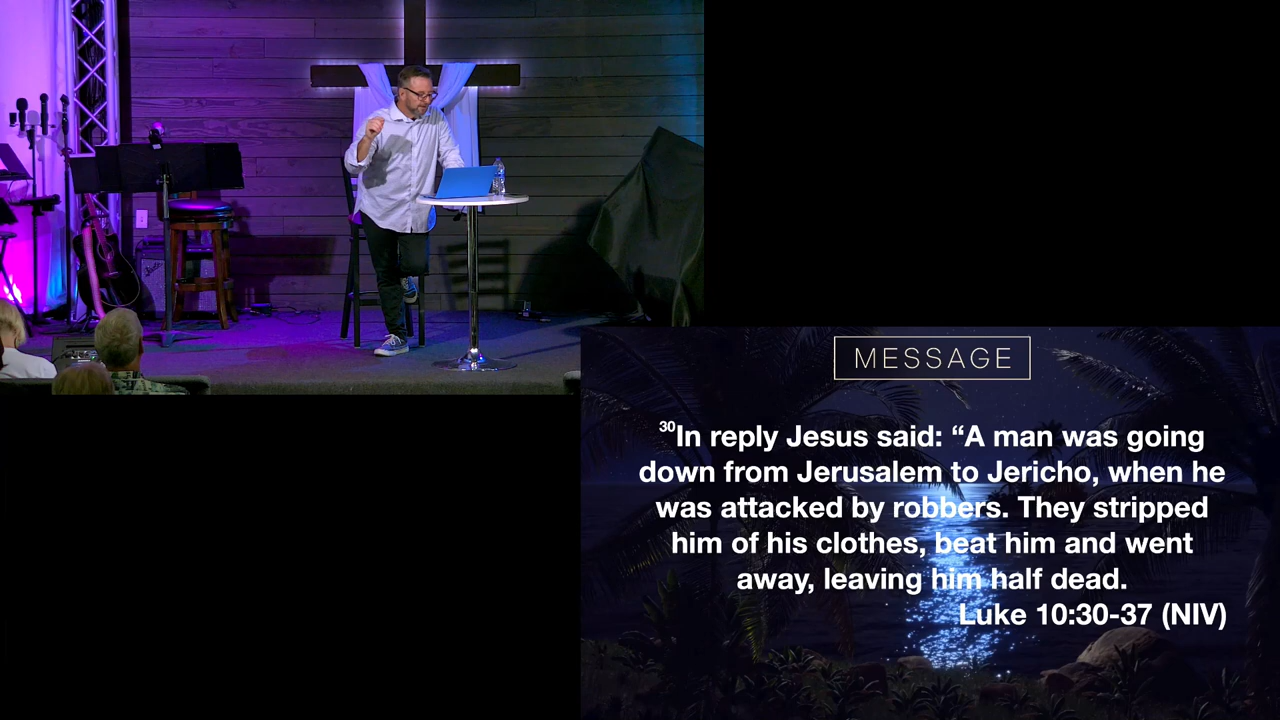 MESSAGE
30In reply Jesus said: “A man was going
down from Jerusalem to Jericho, when he
was attacked by robbers. They stripped
him of his clothes, beat him and went
away, leaving him half dead.
Luke 10:30-37 (NIV)